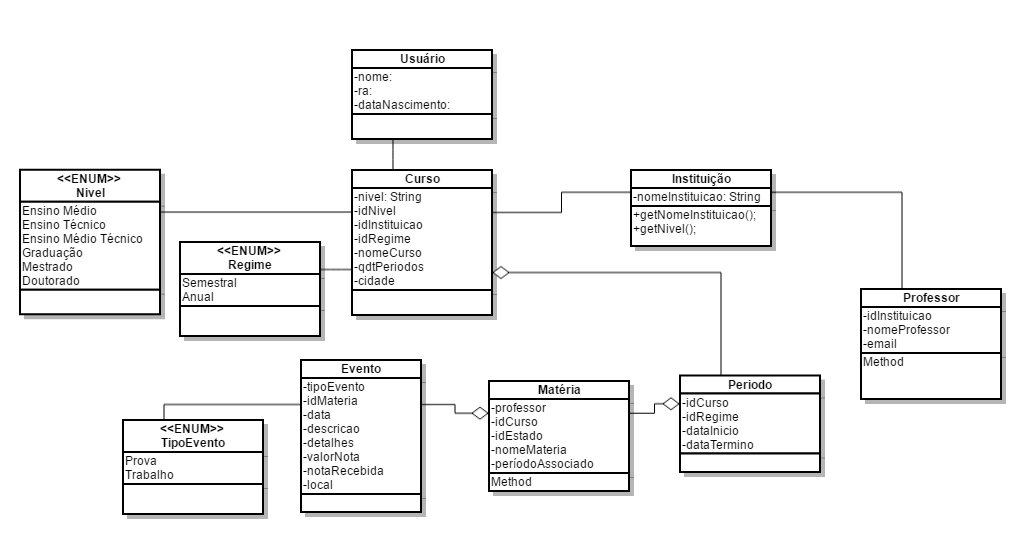 Usuário
-nome:
-ra:
-dataNascimento:
<<ENUM>>
Nivel
Ensino Médio
Ensino Técnico
Ensino Médio Técnico
Graduação
Mestrado
Doutorado
<<ENUM>>
Regime
Semestral
Anual
Curso
-nivel: String
-idNivel
-idInstituicao
-idRegime
-nomeCurso
-qdtPeriodos
-cidade
Instituição
-nomeInstituicao: String
+getNomeInstituicao();
+getNivel();
Professor
-idInstituicao
-nomeProfessor
-email
Method
<<ENUM>>
TipoEvento
Prova
Trabalho
Evento
-tipoEvento
-idMateria
-data
-descricao
-detalhes
-valorNota
-notaRecebida
-local
Matéria
-professor
-idCurso
-idEstado
-nomeMateria
-períodoAssociado
Method
Periodo
-idCurso
-idRegime
-dataInicio
-dataTermino